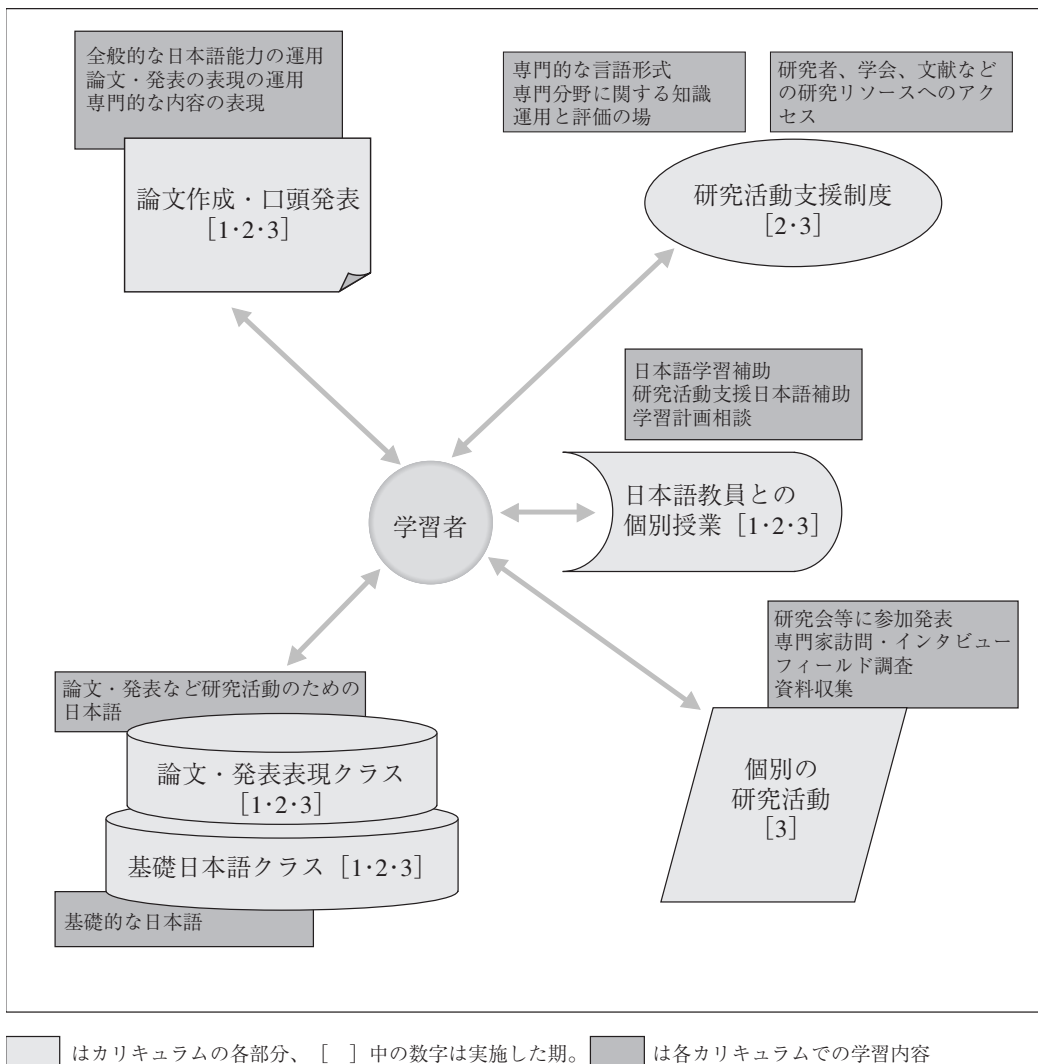 全般的な日本語能力の運用
論文・発表の表現の運用
専門的な内容の表現
論文作成・口頭発表
[1・2・3]
専門的な言語形式
専門分野に関する知識
運用と評価の場
研究者、学会、文献など
の研究リソースへのアク
セス
研究活動支援制度
[2・3]
日本語学習補助
研究活動支援日本語補助
学習計画相談
日本語教員との
個別授業 [1・2・3]
学習者
研究会等に参加発表
専門家訪問・インタビュー
フィールド調査
資料収集
個別の
研究活動
[3]
論文・発表など研究活動のための
日本語
論文・発表表現クラス
[1・2・3]
基礎日本語クラス [1・2・3]
基礎的な日本語
はカリキュラムの各部分、 [ ] 中の数字は実施した期。 は各カリキュラムでの学習内容